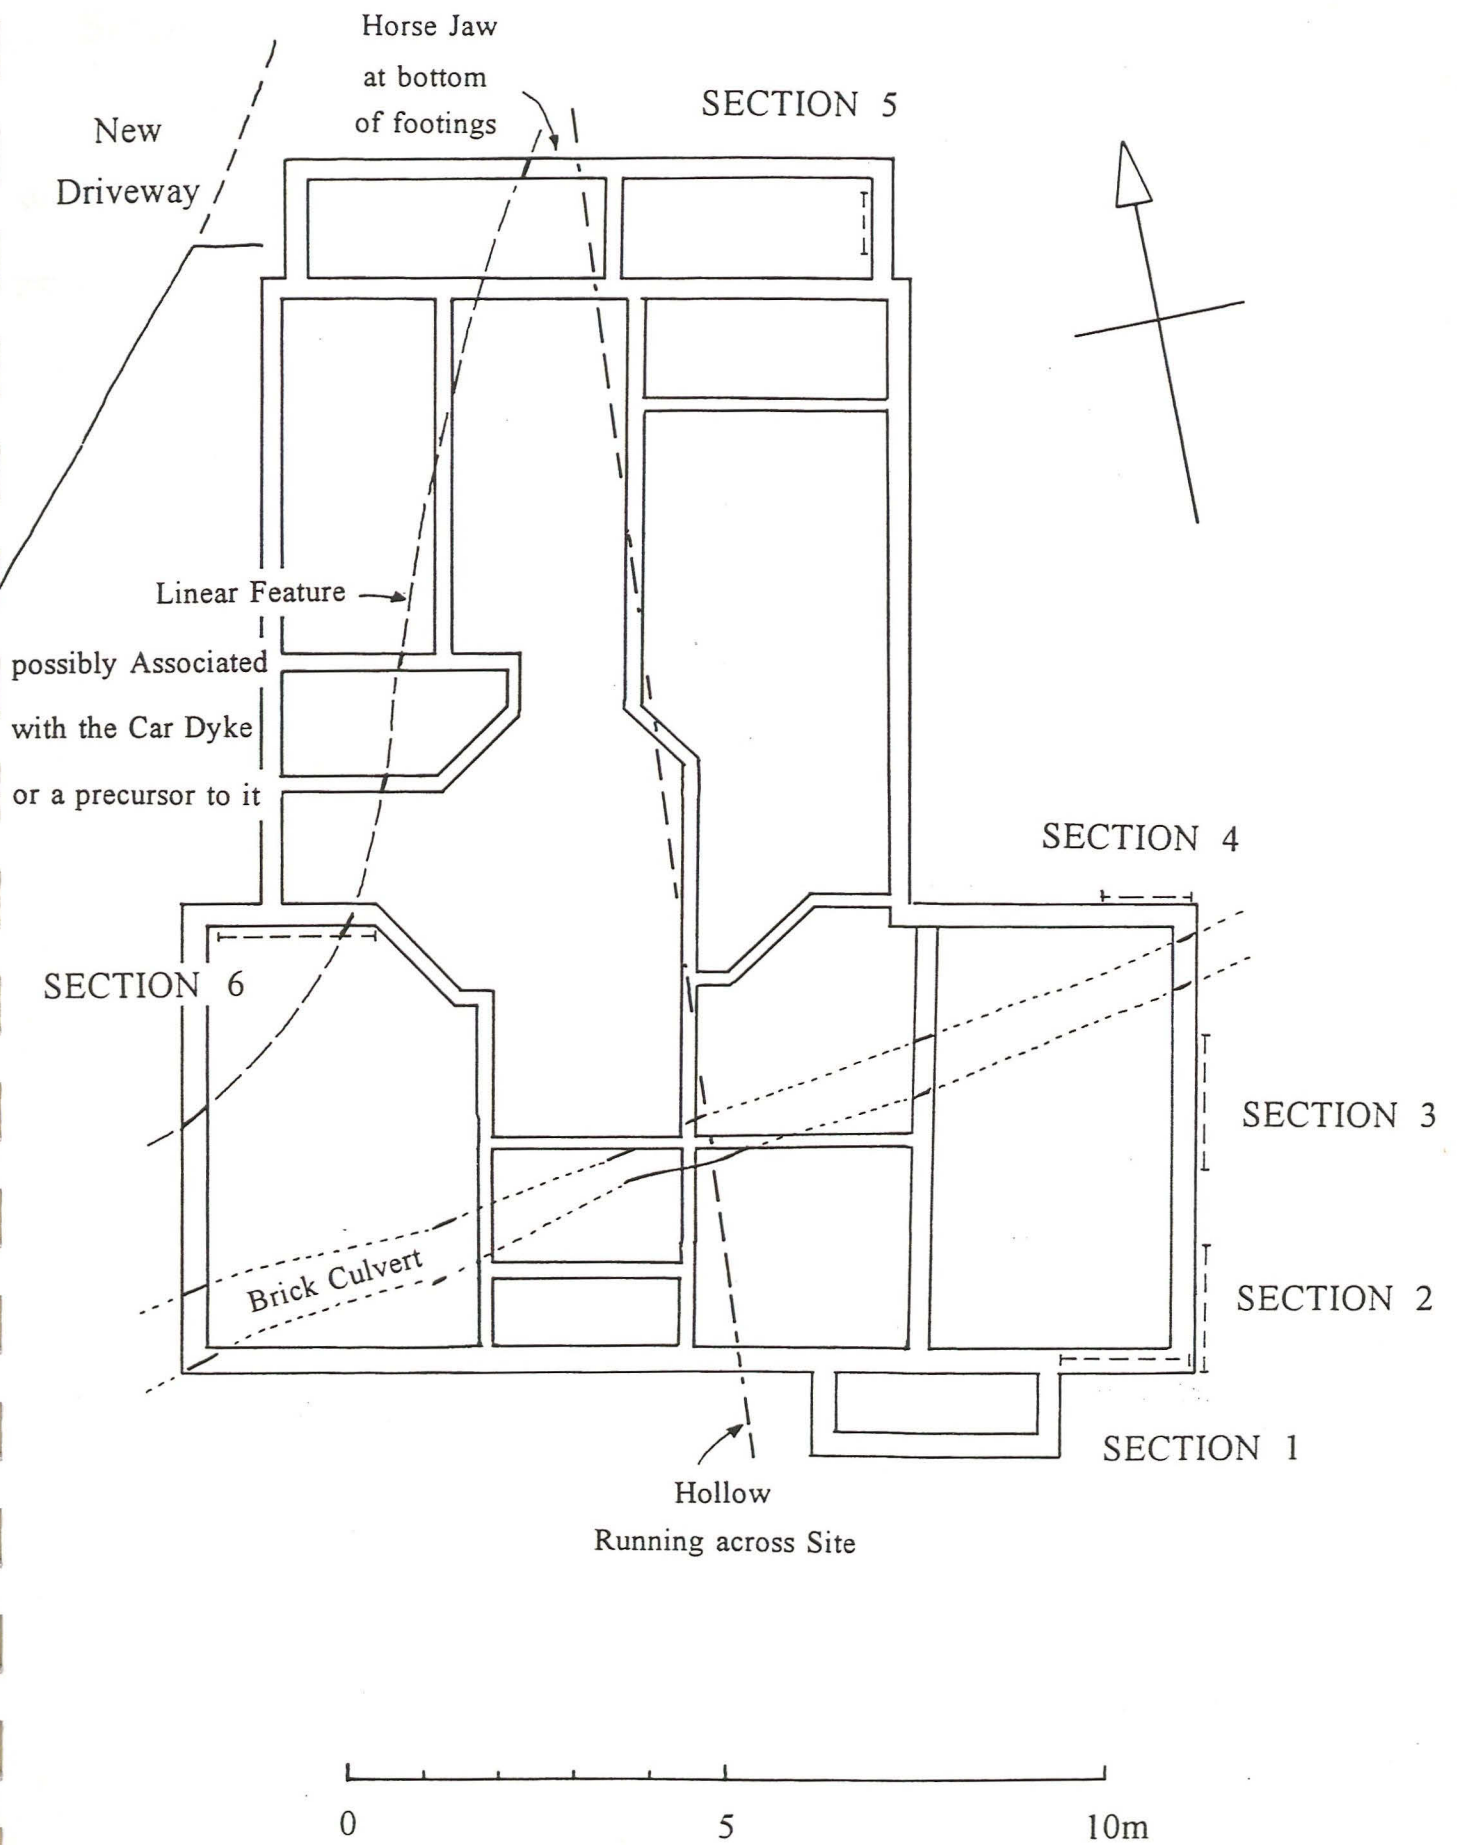 Horse Jaw
at bottom
of footings
SECTION 5
New
Driveway
Linear Feature
possibly Associated
with the Car Dyke
or a precursor to it
SECTION 4
SECTION 6
SECTION 3
Brick Culvert
SECTION 2
SECTION 1
Hollow
Running across Site
0 5 10m